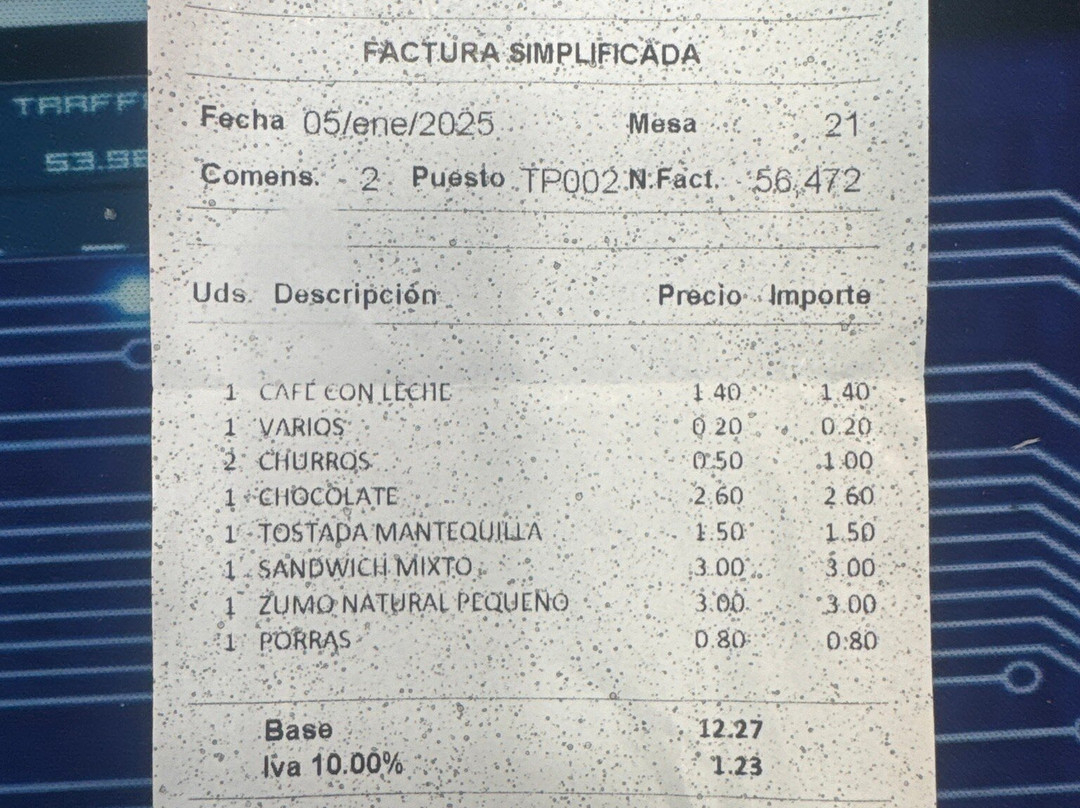 TRAFF
53.9
FACTURA SIMPLIFICADA
Fecha 05/ene/2025 Mesa 21
Comens. 2 Puesto TP002 N.Fact. 56,472
Uds. Descripción Precio Importe
1 CAFÉ CON LECHE 1.40 1.40
1 VARIOS 0.20 0.20
2 CHURROS 0.50 1.00
1 CHOCOLATE 2.60 2.60
1 TOSTADA MANTEQUILLA 1.50 1.50
1 SANDWICH MIXTO 3.00 3.00
1 ZUMO NATURAL PEQUEÑO 3.00 3.00
1 PORRAS 0.80 0.80
Base 12.27
Iva 10.00% 1.23